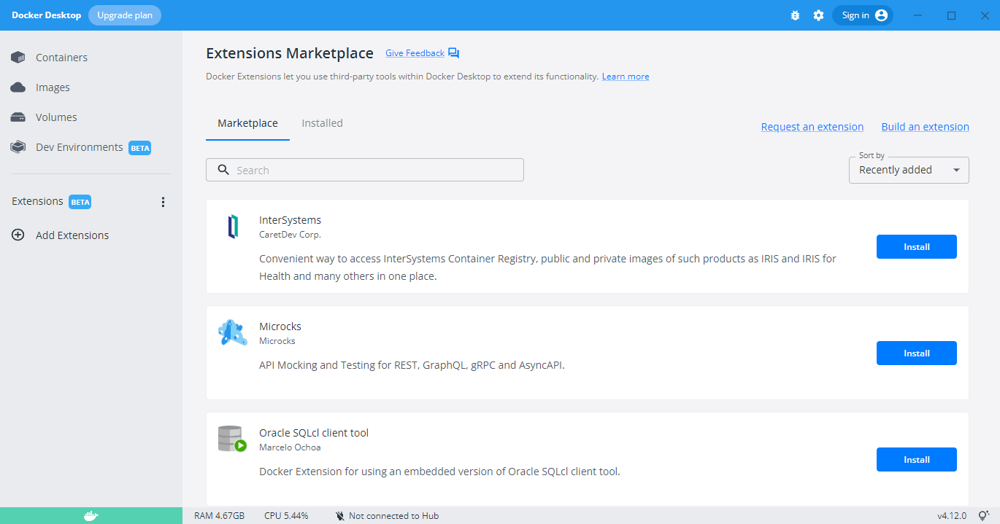 Docker Desktop Upgrade plan Sign in
Containers
Images
Volumes
Dev Environments BETA
Extensions BETA
Add Extensions
Extensions Marketplace Give Feedback
Docker Extensions let you use third-party tools within Docker Desktop to extend its functionality. Learn more
Marketplace Installed
Request an extension Build an extension
Search
Sort by
Recently added
InterSystems
CaretDev Corp.
Convenient way to access InterSystems Container Registry, public and private images of such products as IRIS and IRIS for
Health and many others in one place.
Install
Microcks
Microcks
API Mocking and Testing for REST, GraphQL, gRPC and AsyncAPI.
Install
Oracle SQLcl client tool
Marcelo Ochoa
Docker Extension for using an embedded version of Oracle SQLcl client tool.
Install
RAM 4.67GB CPU 5.44% Not connected to Hub v4.12.0